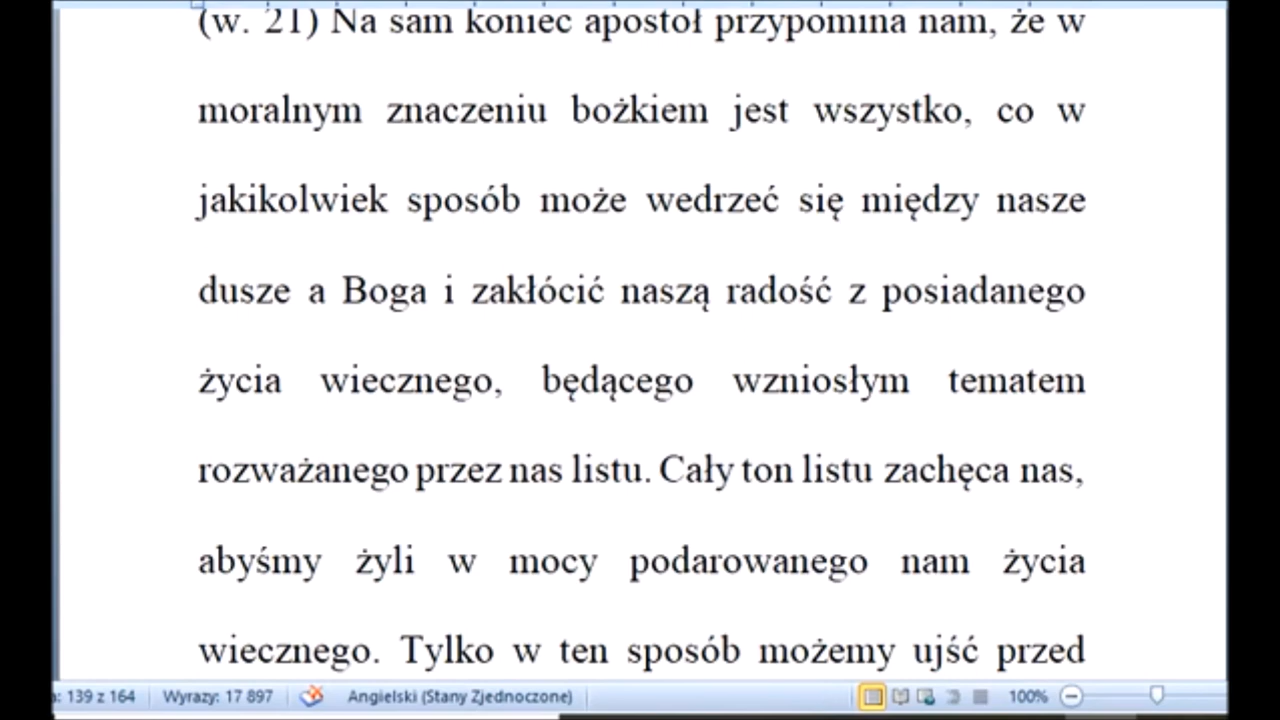 (w. 21) Na sam koniec apostoł przypomina nam, że w
moralnym znaczeniu bożkiem jest wszystko, co w
jakikolwiek sposób może wedrzeć się między nasze
dusze a Boga i zakłócić naszą radość z posiadanego
życia wiecznego, będącego wzniosłym tematem
rozważanego przez nas listu. Cały ton listu zachęca nas,
abyśmy żyli w mocy podarowanego nam życia
wiecznego. Tylko w ten sposób możemy ujść przed
: 139 z 164 Wyrazy: 17 897 Angielski (Stany Zjednoczone) 100%